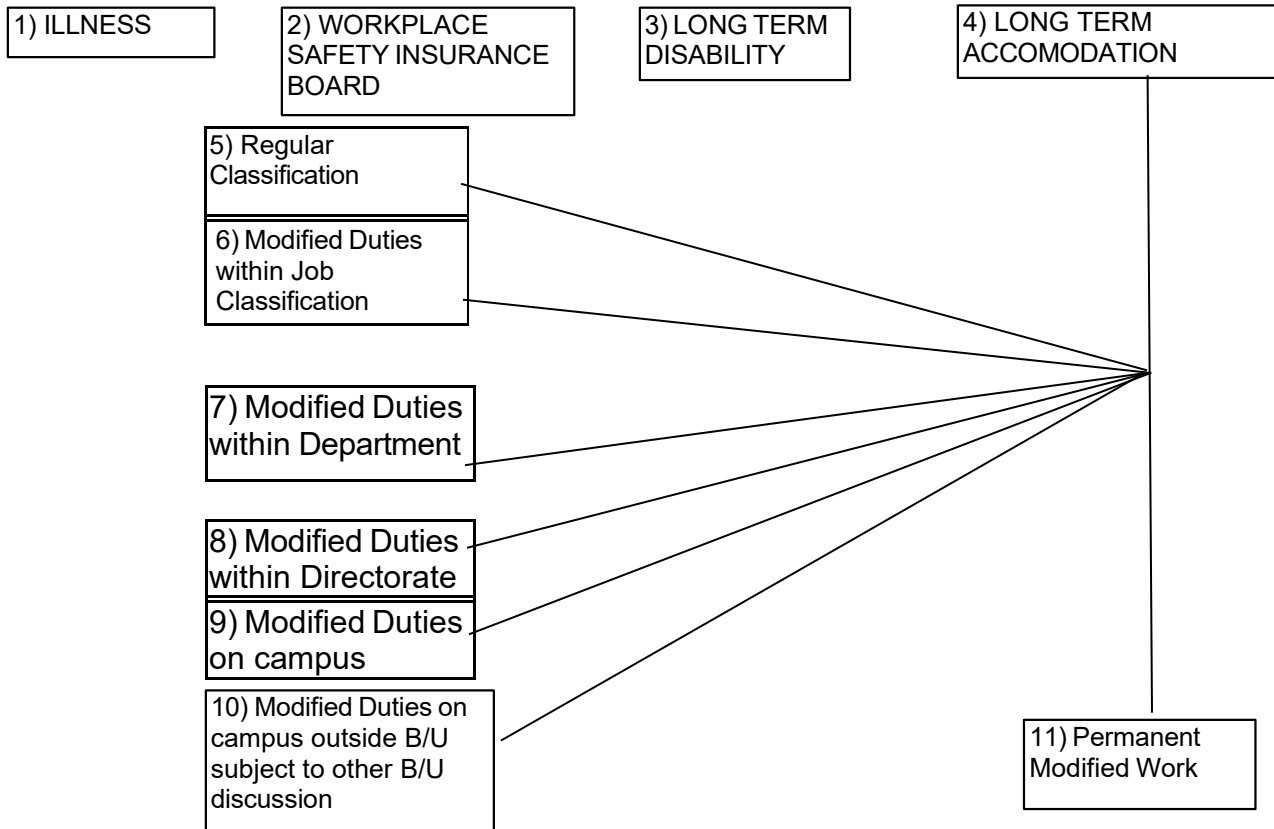 1) ILLNESS
2) WORKPLACE
SAFETY INSURANCE
BOARD
3) LONG TERM
DISABILITY
4) LONG TERM
ACCOMODATION
5) Regular
Classification
6) Modified Duties
within Job
Classification
7) Modified Duties
within Department
8) Modified Duties
within Directorate
9) Modified Duties
on campus
10) Modified Duties on
campus outside B/U
subject to other B/U
discussion
11) Permanent
Modified Work